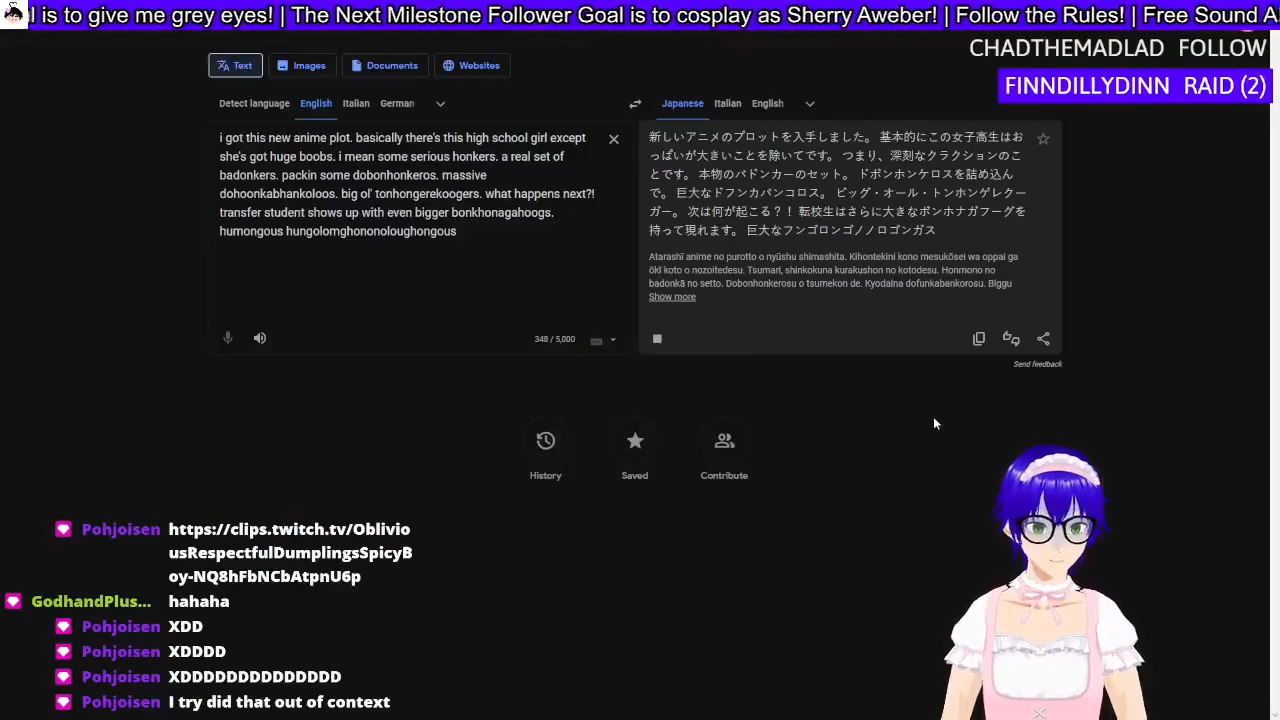 l is to give me grey eyes! | The Next Milestone Follower Goal is to cosplay as Sherry Aweber! | Follow the Rules! | Free Sound A
CHADTHEMADLAD FOLLOW
FINNDILLYDINN RAID (2)
Text Images Documents Websites
Detect language English Italian German
Japanese Italian English
i got this new anime plot. basically there's this high school girl except
she's got huge boobs. i mean some serious honkers. a real set of
badonkers. packin some dobonhonkeros. massive
dohoonkabhankoloos. big ol' tonhongerekoogers. what happens next?!
transfer student shows up with even bigger bonkhonagahoogs.
humongous hungolomghononoloughongous
348 / 5,000
新しいアニメのプロットを入手しました。 基本的にこの女子高生はお
っぱいが大きいことを除いてです。 つまり、深刻なクラクションのこ
とです。 本物のバドンカーのセット。 ドボンホンケロスを詰め込ん
で。 巨大なドフンカバンコロス。 ビッグ・オール・トンホンゲレクー
ガー。 次は何が起こる？！ 転校生はさらに大きなボンホナガフーグを
持って現れます。 巨大なフンゴロンゴノノロゴンガス
Atarashī anime no purotto o nyūshu shimashita. Kihontekini kono mesukōsei wa oppai ga
ōkī koto o nozoitedesu. Tsumari, shinkokuna kurakushon no kotodesu. Honmono no
badonkā no setto. Dobonhonkerosu o tsumekon de. Kyodaina dofunkabankorosu. Biggu
Show more
Send feedback
History Saved Contribute
Pohjoisen https://clips.twitch.tv/Oblivio
usRespectfulDumplingsSpicyB
oy-NQ8hFbNCbAtpnU6p
GodhandPlus... hahaha
Pohjoisen XDD
Pohjoisen XDDDD
Pohjoisen XDDDDDDDDDDDDDD
Pohjoisen I try did that out of context